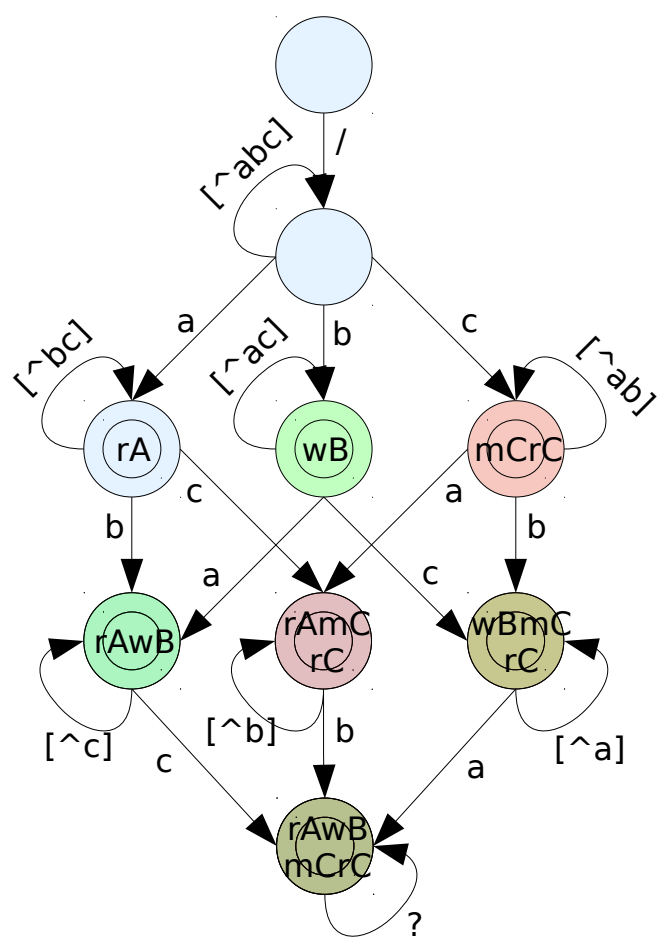 /
[^abc]
a
b
c
[^bc]
[^ac]
[^ab]
rA
wB
mCrC
b
c
a
c
a
b
rAwB
rAmC
rC
wBmC
rC
[^c]
[^b]
[^a]
c
b
a
rAwB
mCrC
?